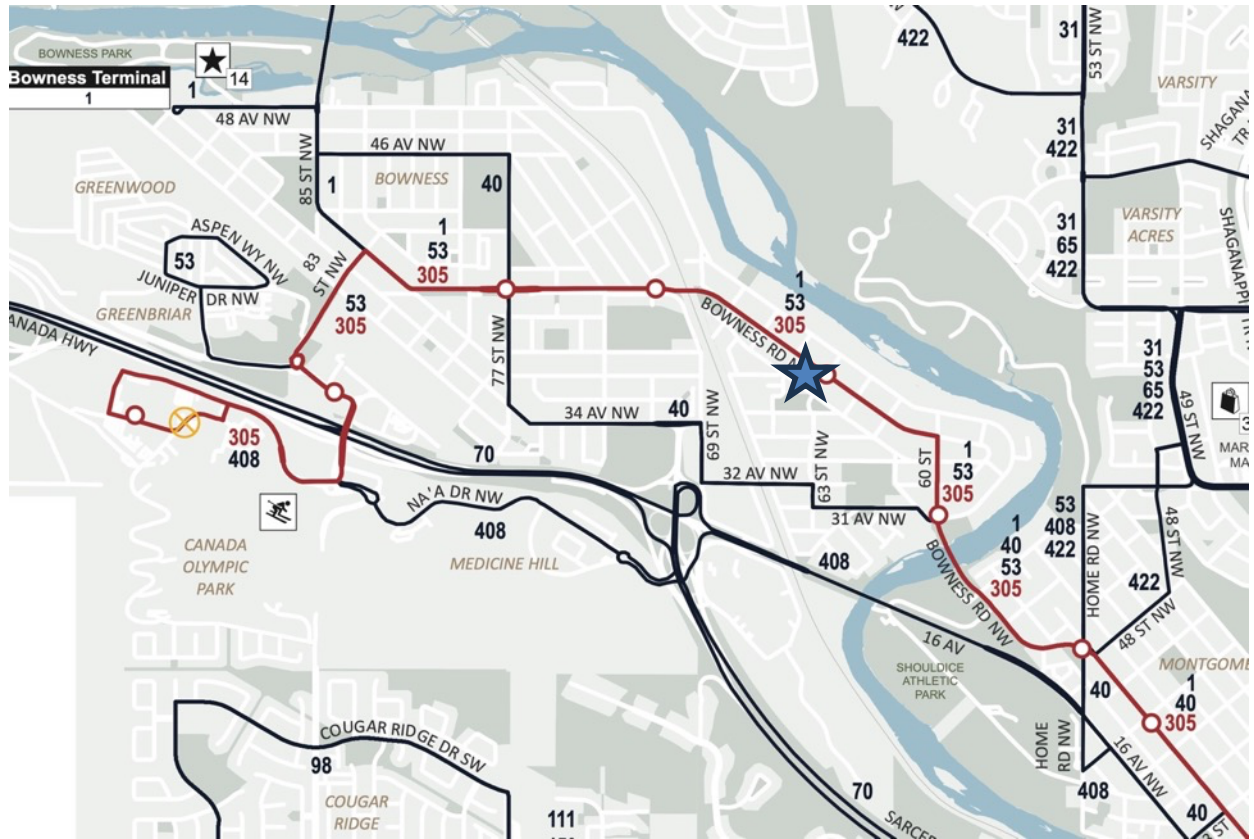 BOWNESS PARK
Bowness Terminal
1
14
1
48 AV NW
422
31
53 ST NW
VARSITY
46 AV NW
85 ST NW
1
BOWNESS
40
GREENWOOD
31
422
ASPEN WY NW
53
JUNIPER
DR NW
83
ST NW
1
53
305
31
65
422
VARSITY
ACRES
SHAGANAPPI
GREENBRIAR
53
305
1
53
305
BOWNESS RD
CANADA HWY
77 ST NW
31
53
65
422
49 ST NW
305
408
34 AV NW
40
69 ST NW
70
32 AV NW
63 ST NW
60 ST
1
53
305
31 AV NW
NA'A DR NW
408
1
40
53
305
53
408
422
HOME RD NW
48 ST NW
CANADA
OLYMPIC
PARK
MEDICINE HILL
408
BOWNESS RD NW
422
48 ST NW
16 AV
SHOULDICE
ATHLETIC
PARK
40
1
40
305
COUGAR RIDGE DR SW
98
HOME
RD NW
16 AV NW
408
COUGAR
RIDGE
111
70
40